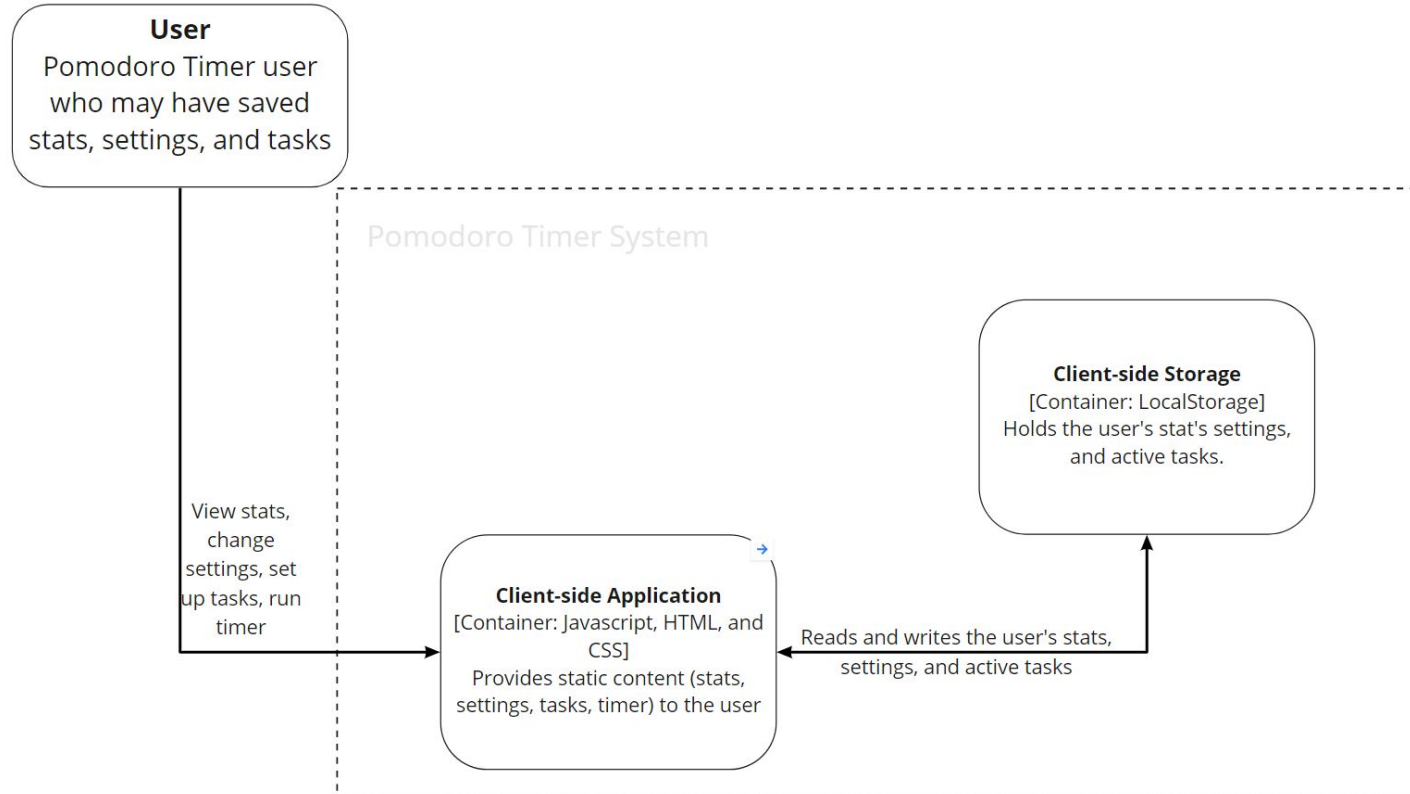 User
Pomodoro Timer user
who may have saved
stats, settings, and tasks
Pomodoro Timer System
Client-side Storage
[Container: LocalStorage]
Holds the user's stat's settings,
and active tasks.
View stats,
change
settings, set
up tasks, run
timer
Client-side Application
[Container: Javascript, HTML, and
CSS]
Provides static content (stats,
settings, tasks, timer) to the user
Reads and writes the user's stats,
settings, and active tasks